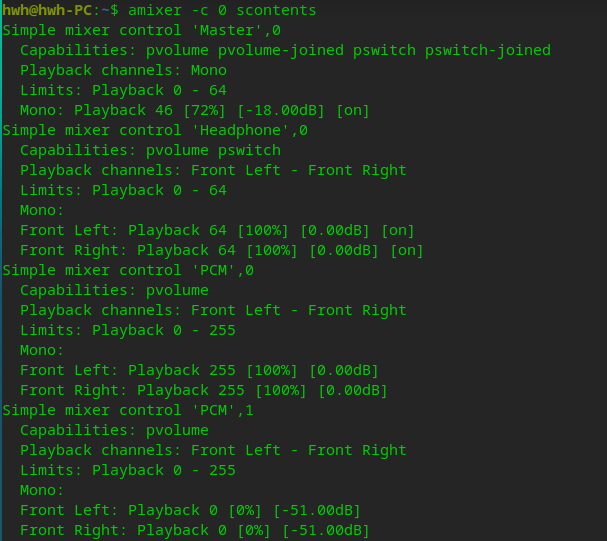 hwh@hwh-PC:~$ amixer -c 0 scontents
Simple mixer control 'Master',0
  Capabilities: pvolume pvolume-joined pswitch pswitch-joined
  Playback channels: Mono
  Limits: Playback 0 - 64
  Mono: Playback 46 [72%] [-18.00dB] [on]
Simple mixer control 'Headphone',0
  Capabilities: pvolume pswitch
  Playback channels: Front Left - Front Right
  Limits: Playback 0 - 64
  Mono:
  Front Left: Playback 64 [100%] [0.00dB] [on]
  Front Right: Playback 64 [100%] [0.00dB] [on]
Simple mixer control 'PCM',0
  Capabilities: pvolume
  Playback channels: Front Left - Front Right
  Limits: Playback 0 - 255
  Mono:
  Front Left: Playback 255 [100%] [0.00dB]
  Front Right: Playback 255 [100%] [0.00dB]
Simple mixer control 'PCM',1
  Capabilities: pvolume
  Playback channels: Front Left - Front Right
  Limits: Playback 0 - 255
  Mono:
  Front Left: Playback 0 [0%] [-51.00dB]
  Front Right: Playback 0 [0%] [-51.00dB]